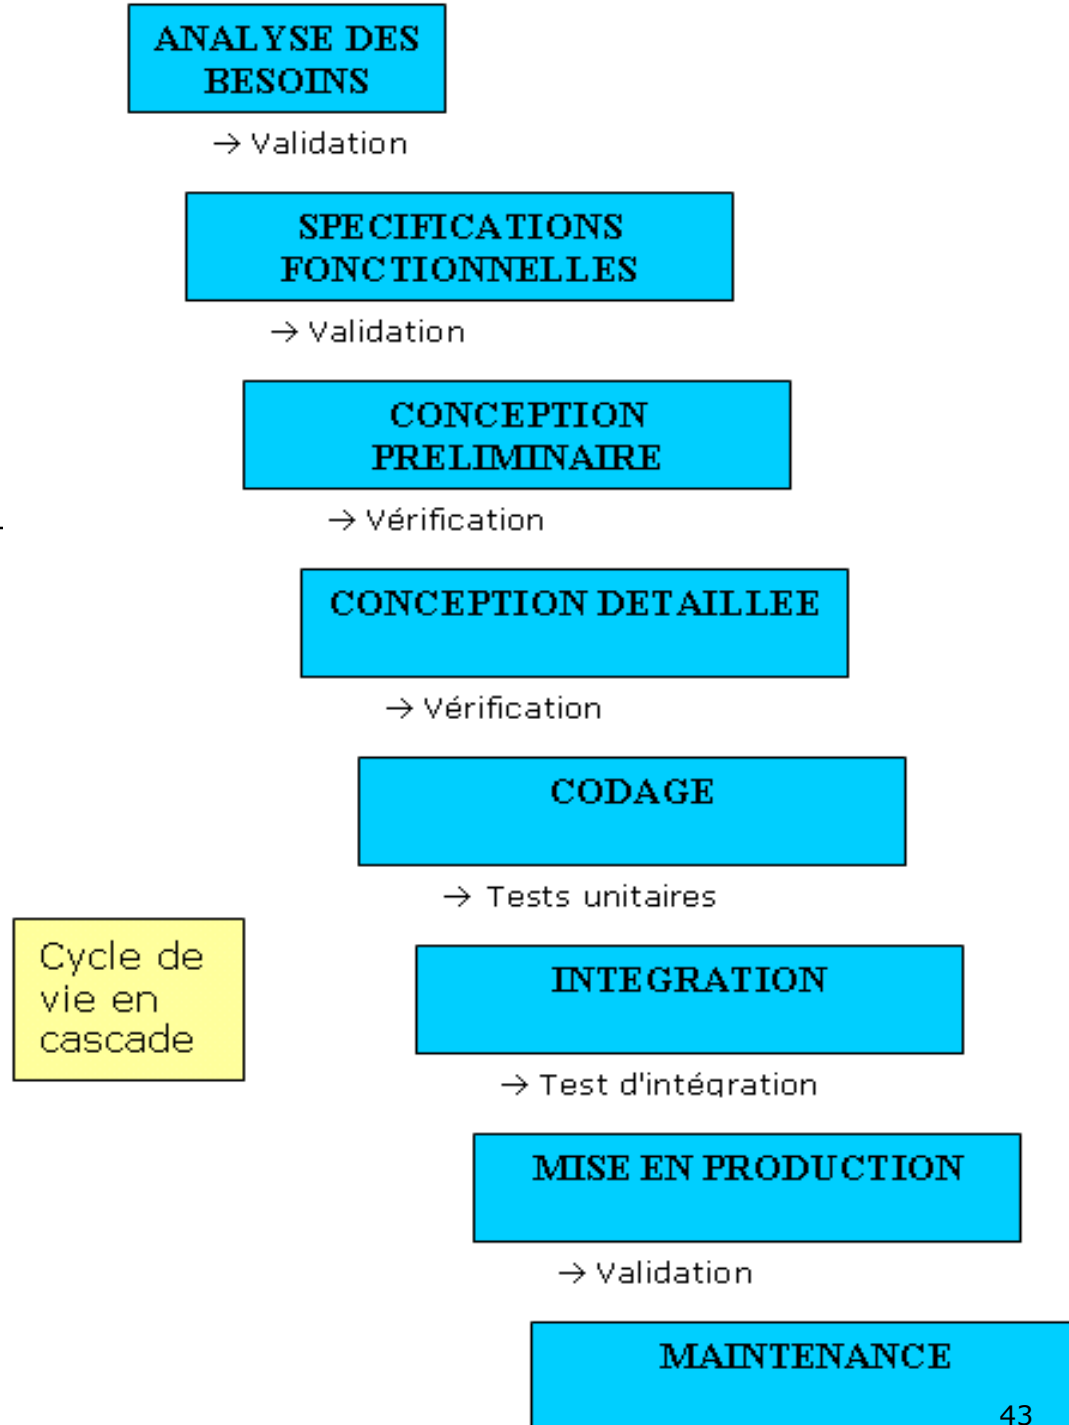 ANALYSE DES
BESOINS
→ Validation
SPECIFICATIONS
FONCTIONNELLES
→ Validation
CONCEPTION
PRELIMINAIRE
→ Vérification
CONCEPTION DETAILLEE
→ Vérification
CODAGE
→ Tests unitaires
Cycle de
vie en
cascade
INTEGRATION
→ Test d'intégration
MISE EN PRODUCTION
→ Validation
MAINTENANCE
43